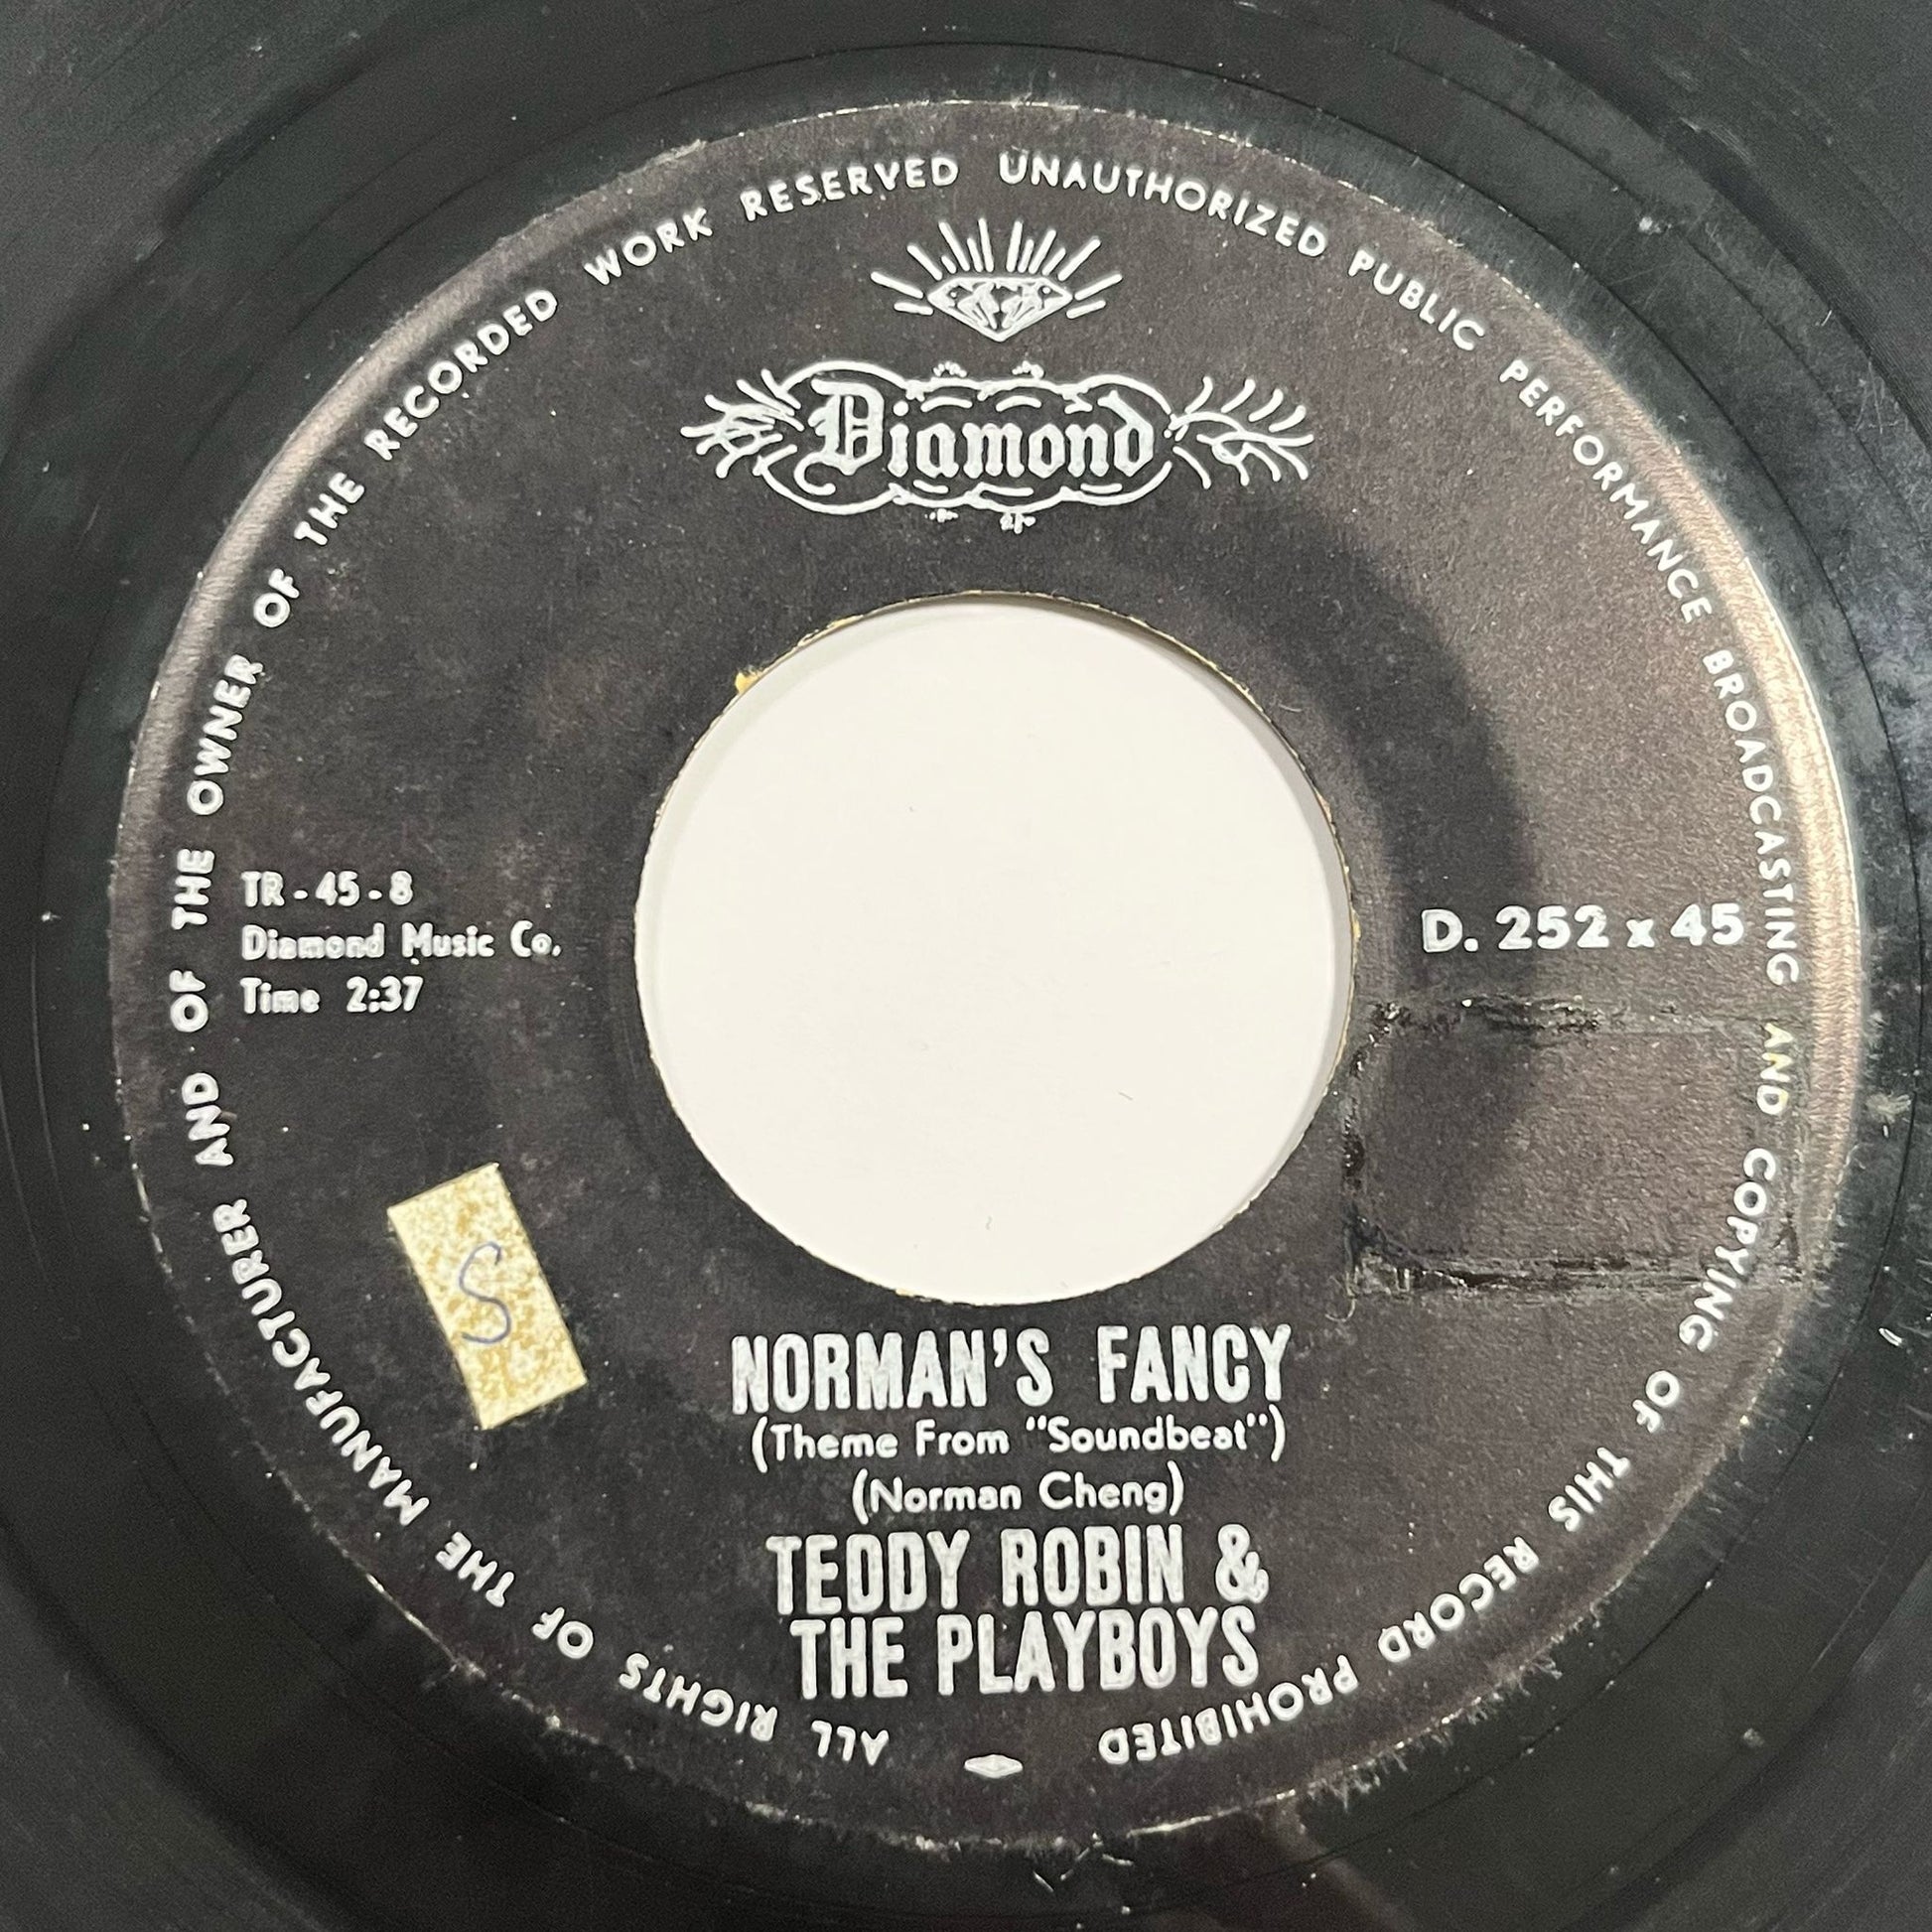 ALL RIGHTS OF THE MANUFACTURER AND OF THE OWNER OF THE RECORDED WORK RESERVED UNAUTHORIZED PUBLIC PERFORMANCE BROADCASTING AND COPYING OF THIS RECORD PROHIBITED
Diamond
TR - 45 - 8
Diamond Music Co.
Time 2:37
D. 252 x 45
S
NORMAN'S FANCY
(Theme From "Soundbeat")
(Norman Cheng)
TEDDY ROBIN &
THE PLAYBOYS